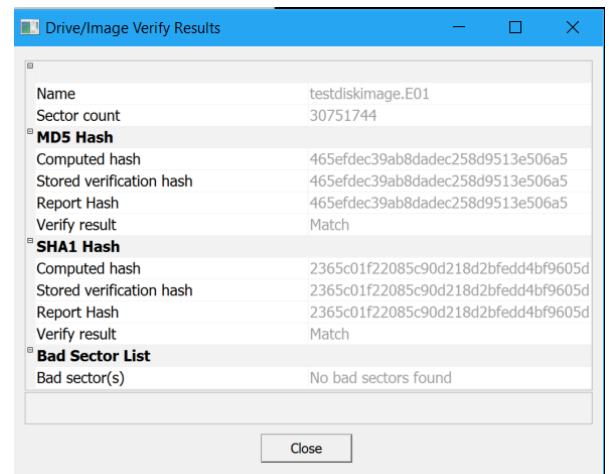 Drive/Image Verify Results
Name testdiskimage.E01
Sector count 30751744
MD5 Hash
Computed hash 465efdec39ab8dadec258d9513e506a5
Stored verification hash 465efdec39ab8dadec258d9513e506a5
Report Hash 465efdec39ab8dadec258d9513e506a5
Verify result Match
SHA1 Hash
Computed hash 2365c01f22085c90d218d2bfedd4bf9605d
Stored verification hash 2365c01f22085c90d218d2bfedd4bf9605d
Report Hash 2365c01f22085c90d218d2bfedd4bf9605d
Verify result Match
Bad Sector List
Bad sector(s) No bad sectors found
Close